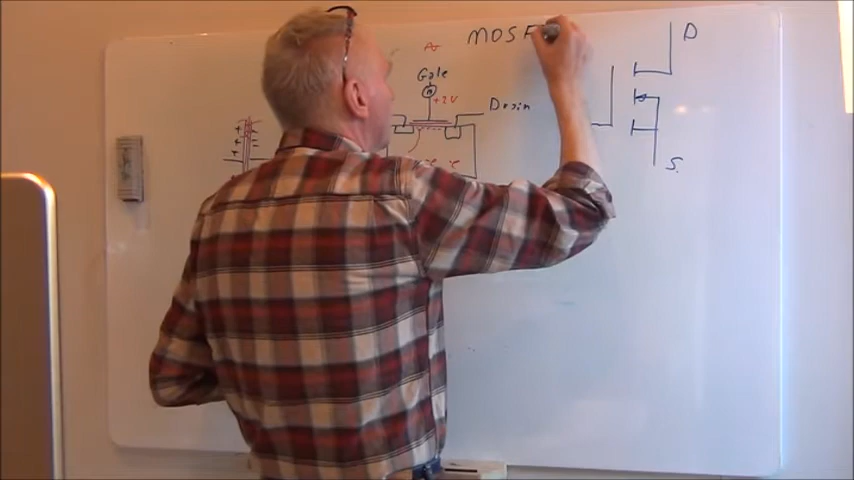 MOSF
D
Gate
+2V
Drain
S.